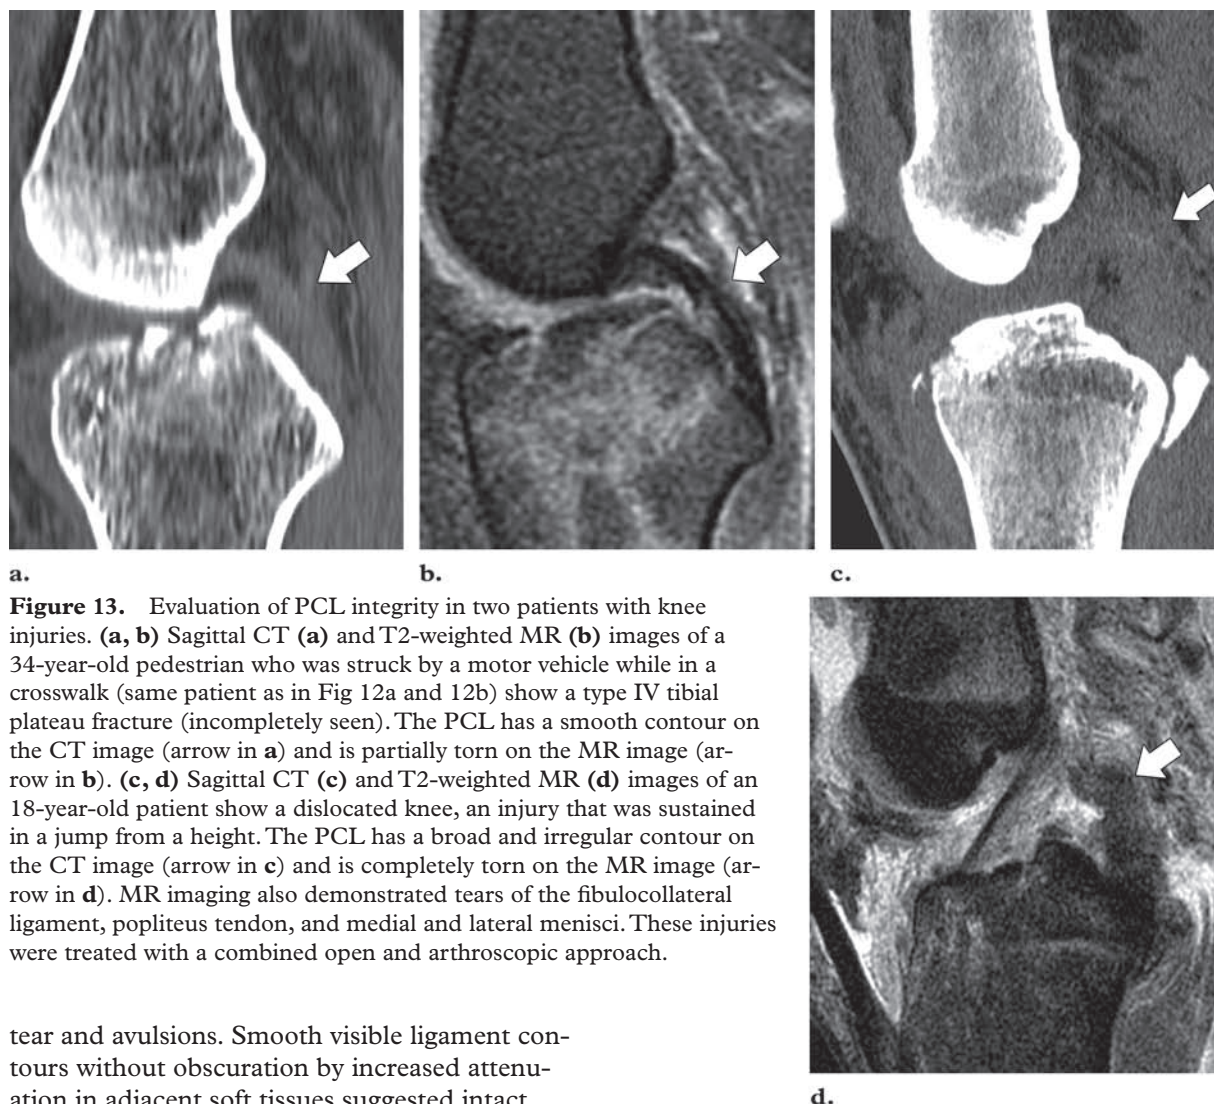 a.
b.
c.
Figure 13. Evaluation of PCL integrity in two patients with knee
injuries. (a, b) Sagittal CT (a) and T2-weighted MR (b) images of a
34-year-old pedestrian who was struck by a motor vehicle while in a
crosswalk (same patient as in Fig 12a and 12b) show a type IV tibial
plateau fracture (incompletely seen). The PCL has a smooth contour on
the CT image (arrow in a) and is partially torn on the MR image (ar-
row in b). (c, d) Sagittal CT (c) and T2-weighted MR (d) images of an
18-year-old patient show a dislocated knee, an injury that was sustained
in a jump from a height. The PCL has a broad and irregular contour on
the CT image (arrow in c) and is completely torn on the MR image (ar-
row in d). MR imaging also demonstrated tears of the fibulocollateral
ligament, popliteus tendon, and medial and lateral menisci. These injuries
were treated with a combined open and arthroscopic approach.
tear and avulsions. Smooth visible ligament con-
tours without obscuration by increased attenu-
ation in adjacent soft tissues suggested intact
d.